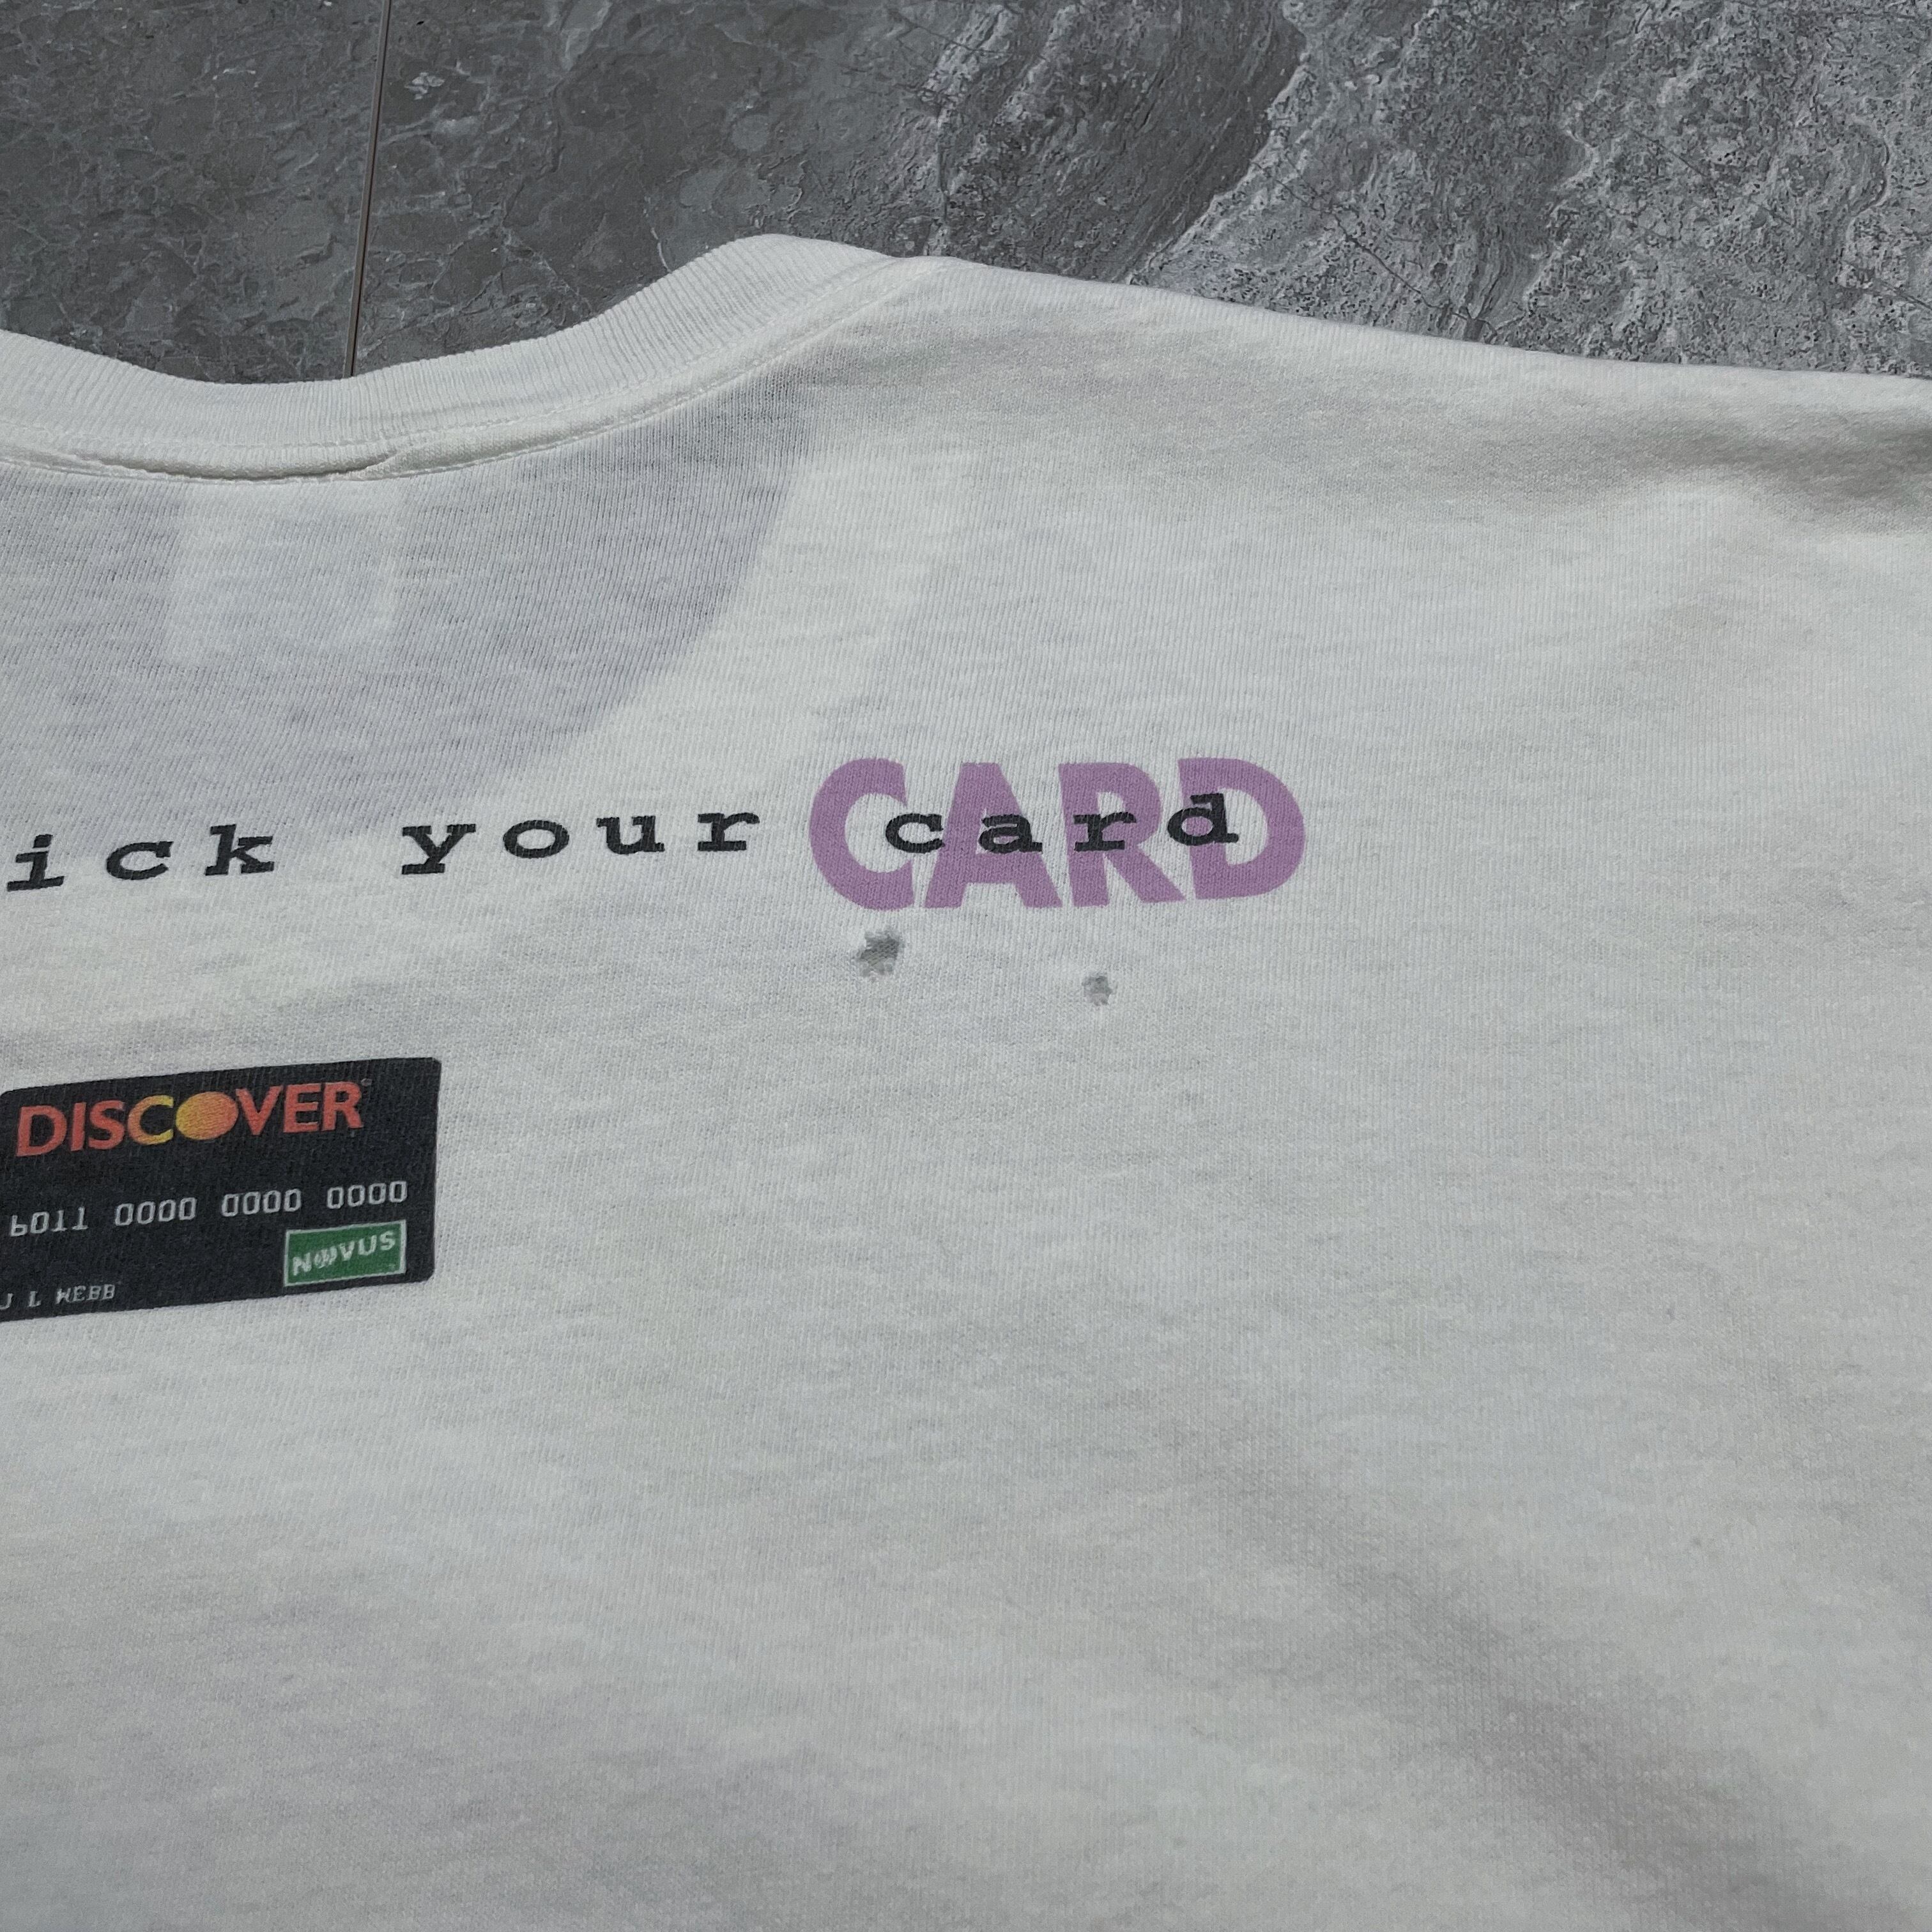 ick your card
CARD
DISCOVER
6011 0000 0000 0000
NOVUS
J L WEBB